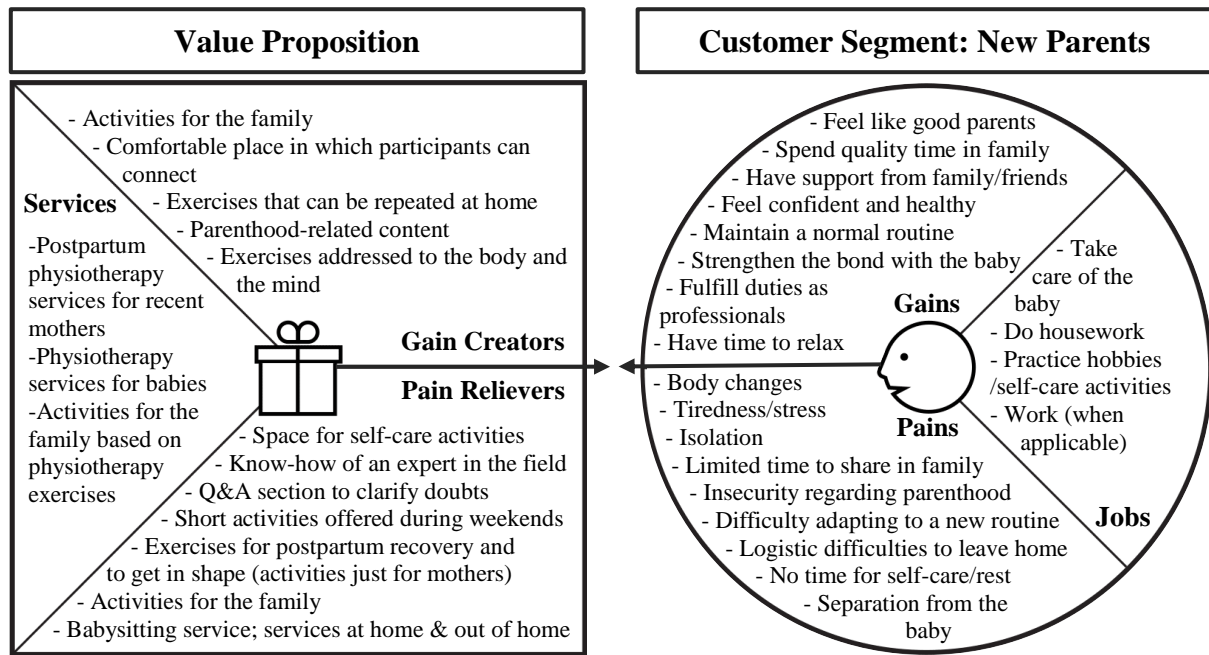 Value Proposition
Customer Segment: New Parents
- Activities for the family
- Comfortable place in which participants can
connect
- Exercises that can be repeated at home
- Parenthood-related content
- Exercises addressed to the body and
the mind
Services
-Postpartum
physiotherapy
services for recent
mothers
-Physiotherapy
services for babies
-Activities for the
family based on
physiotherapy
exercises
Gain Creators
Pain Relievers
- Space for self-care activities
- Know-how of an expert in the field
- Q&A section to clarify doubts
- Short activities offered during weekends
- Exercises for postpartum recovery and
to get in shape (activities just for mothers)
- Activities for the family
- Babysitting service; services at home & out of home
- Feel like good parents
- Spend quality time in family
- Have support from family/friends
- Feel confident and healthy
- Maintain a normal routine
- Strengthen the bond with the baby
- Fulfill duties as
professionals
- Have time to relax
Gains
- Body changes
- Tiredness/stress
- Isolation
- Limited time to share in family
- Insecurity regarding parenthood
- Difficulty adapting to a new routine
- Logistic difficulties to leave home
- No time for self-care/rest
- Separation from the
baby
Pains
- Take
care of the
baby
- Do housework
- Practice hobbies
/self-care activities
- Work (when
applicable)
Jobs